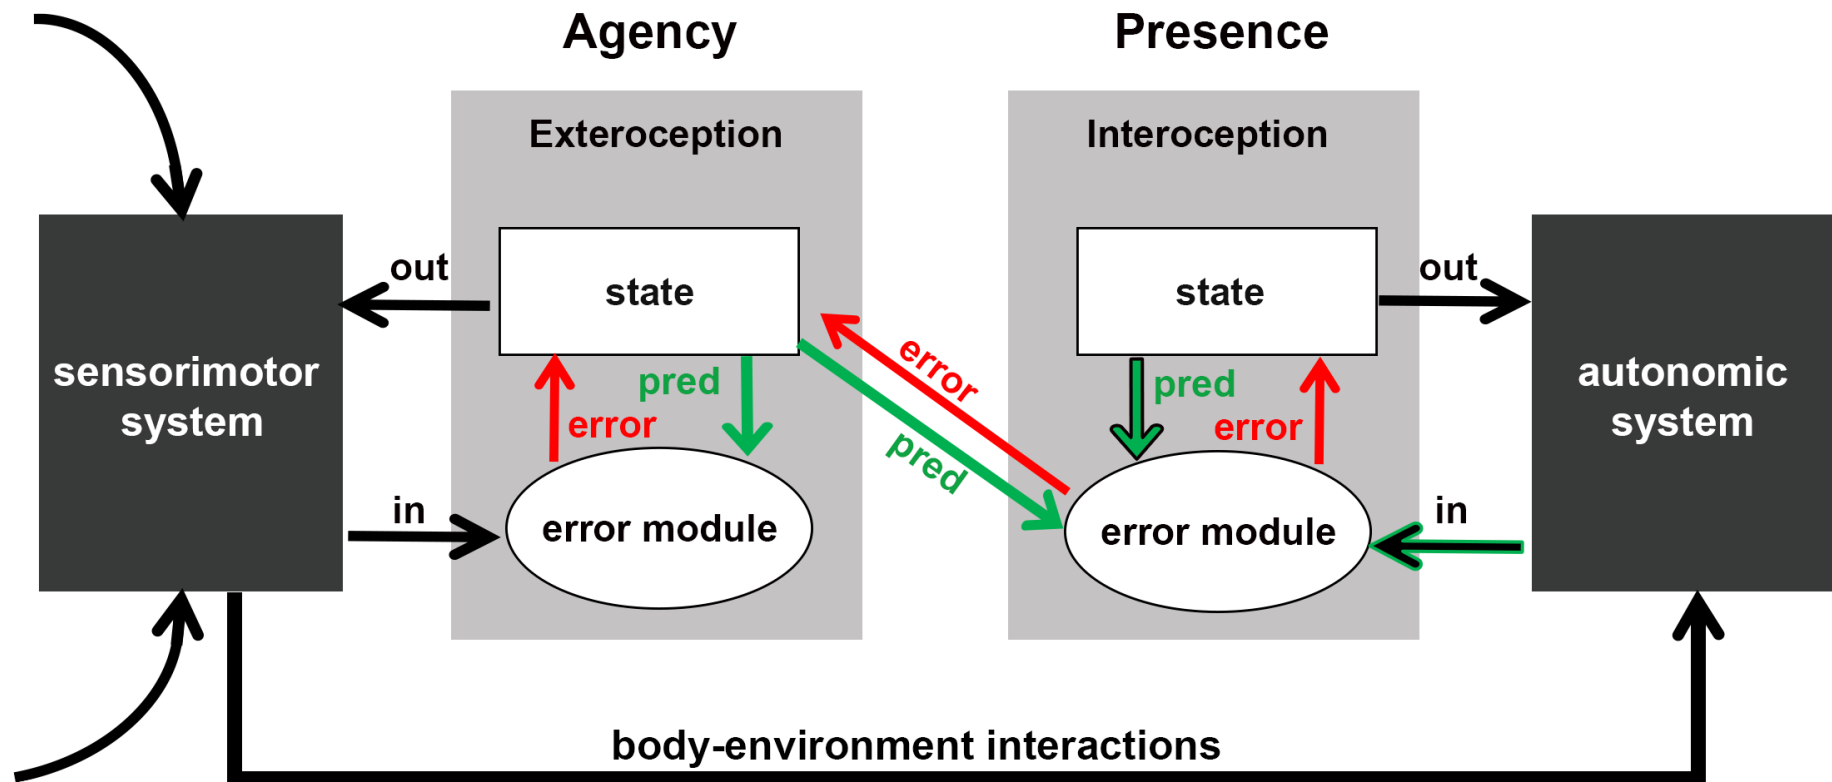 Agency
Presence
Exteroception
Interoception
out
state
state
out
sensorimotor
system
pred
error
error
pred
pred
error
autonomic
system
in
error module
error module
in
body-environment interactions